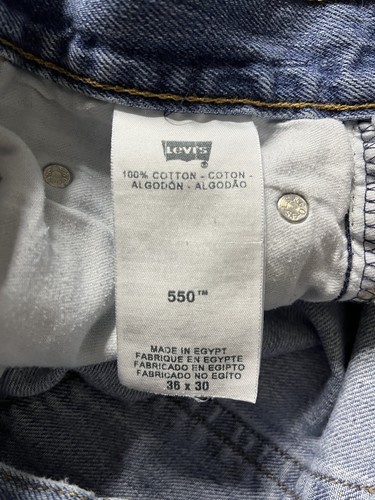 Levi's
®
100% COTTON - COTON -
ALGODÓN - ALGODÃO
550™
MADE IN EGYPT
FABRIQUE EN EGYPTE
FABRICADO EN EGIPTO
FABRICADO NO EGITO
36 x 30